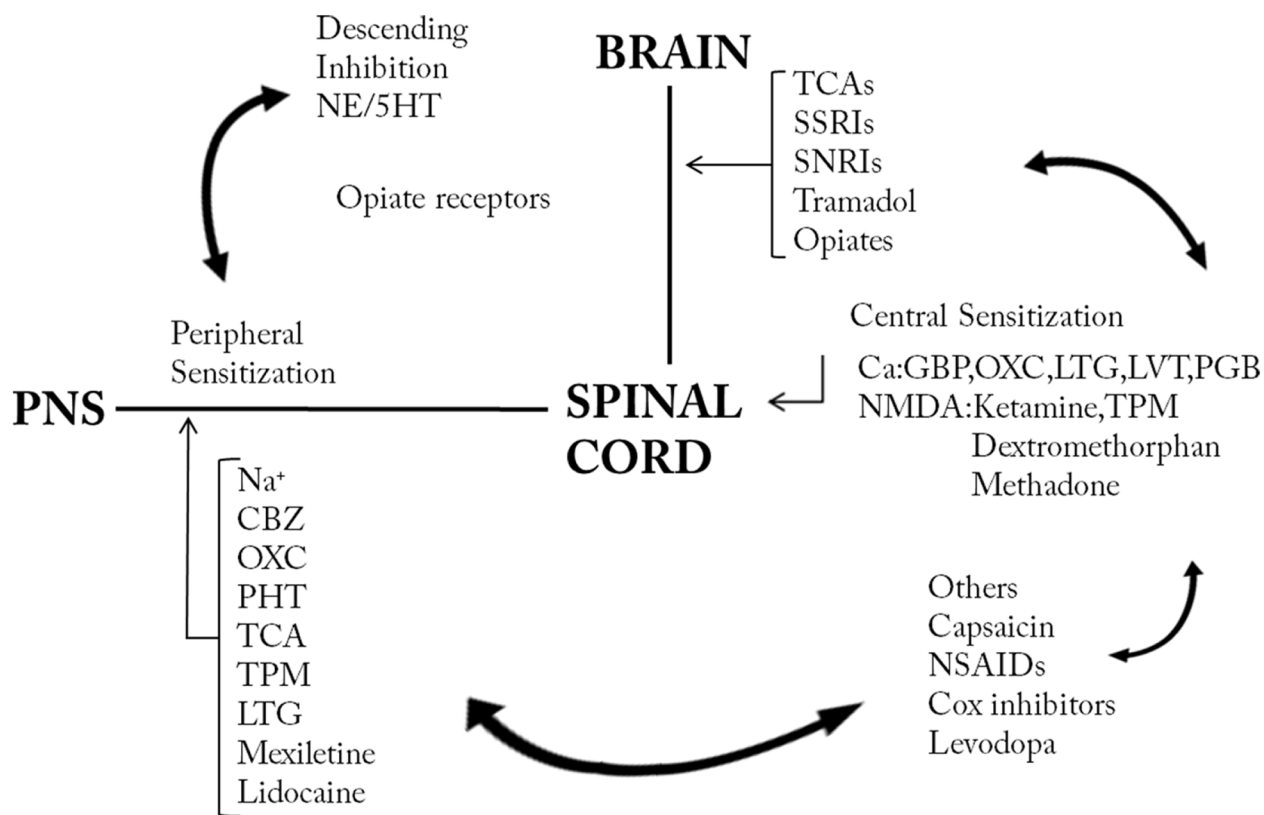 Descending
Inhibition
NE/5HT
BRAIN
TCAs
SSRIs
SNRIs
Tramadol
Opiates
Opiate receptors
Peripheral
Sensitization
Central Sensitization
Ca:GBP,OXC,LTG,LVT,PGB
NMDA:Ketamine,TPM
Dextromethorphan
Methadone
PNS
SPINAL
CORD
Na⁺
CBZ
OXC
PHT
TCA
TPM
LTG
Mexiletine
Lidocaine
Others
Capsaicin
NSAIDs
Cox inhibitors
Levodopa